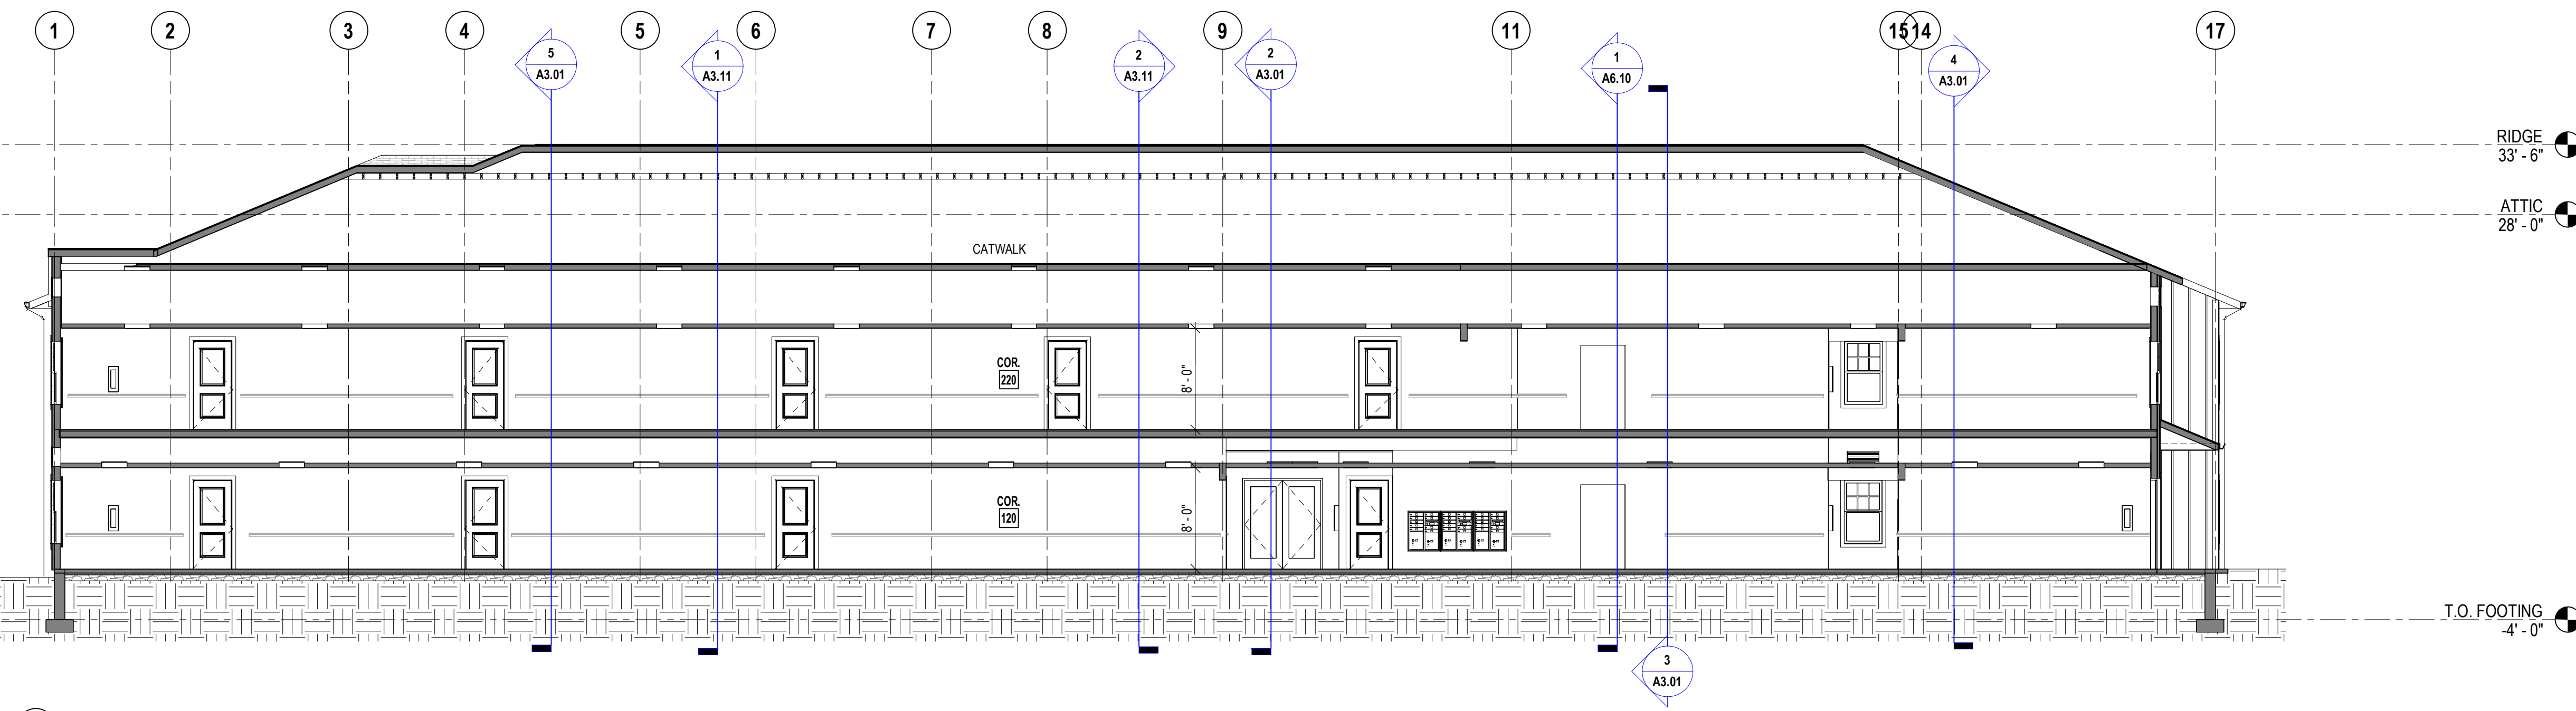 1
2
3
4
5
6
7
8
9
11
15
14
17
5
A3.01
1
A3.11
2
A3.11
2
A3.01
1
A6.10
4
A3.01
RIDGE
33' - 6"
ATTIC
28' - 0"
CATWALK
COR.
220
8' - 0"
COR.
120
8' - 0"
T.O. FOOTING
-4' - 0"
3
A3.01